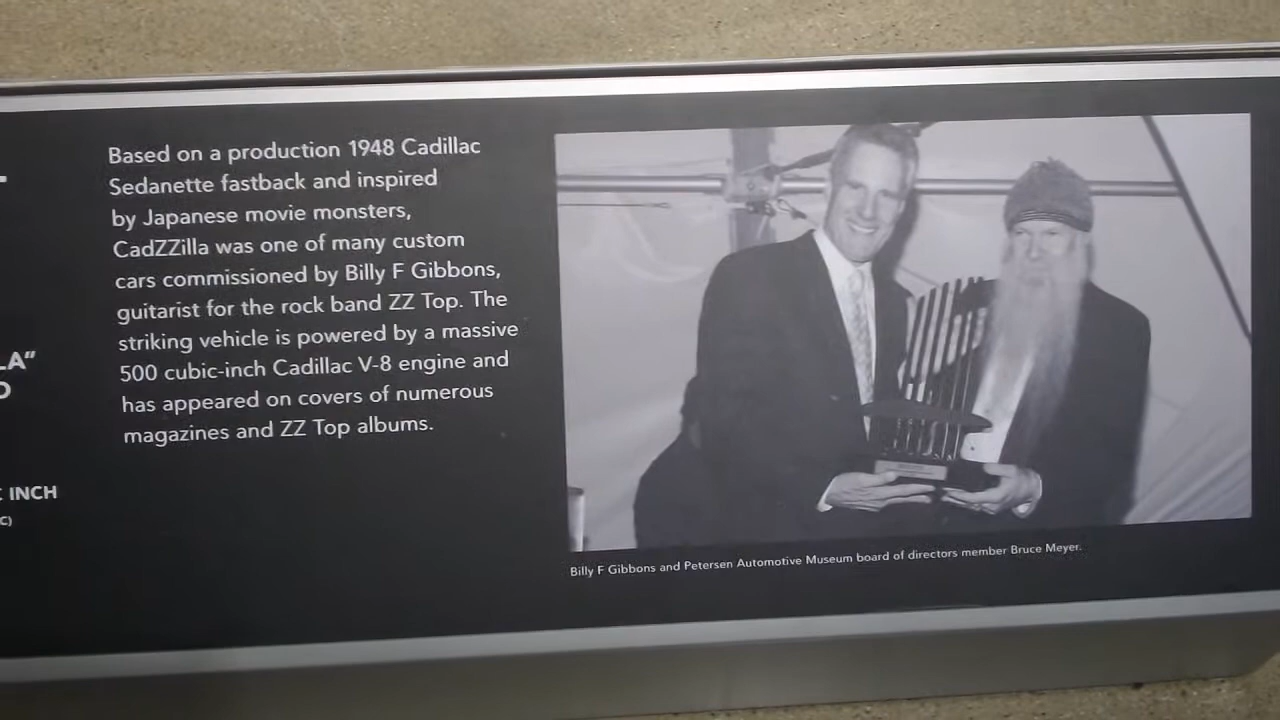 Based on a production 1948 Cadillac
Sedanette fastback and inspired
by Japanese movie monsters,
CadZZilla was one of many custom
cars commissioned by Billy F Gibbons,
guitarist for the rock band ZZ Top. The
striking vehicle is powered by a massive
500 cubic-inch Cadillac V-8 engine and
has appeared on covers of numerous
magazines and ZZ Top albums.
LA”
INCH
C)
Billy F Gibbons and Petersen Automotive Museum board of directors member Bruce Meyer.